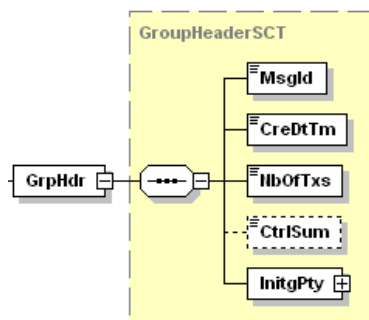 GroupHeaderSCT
MsgId
CreDtTm
GrpHdr
NbOfTxs
CtrlSum
InitgPty